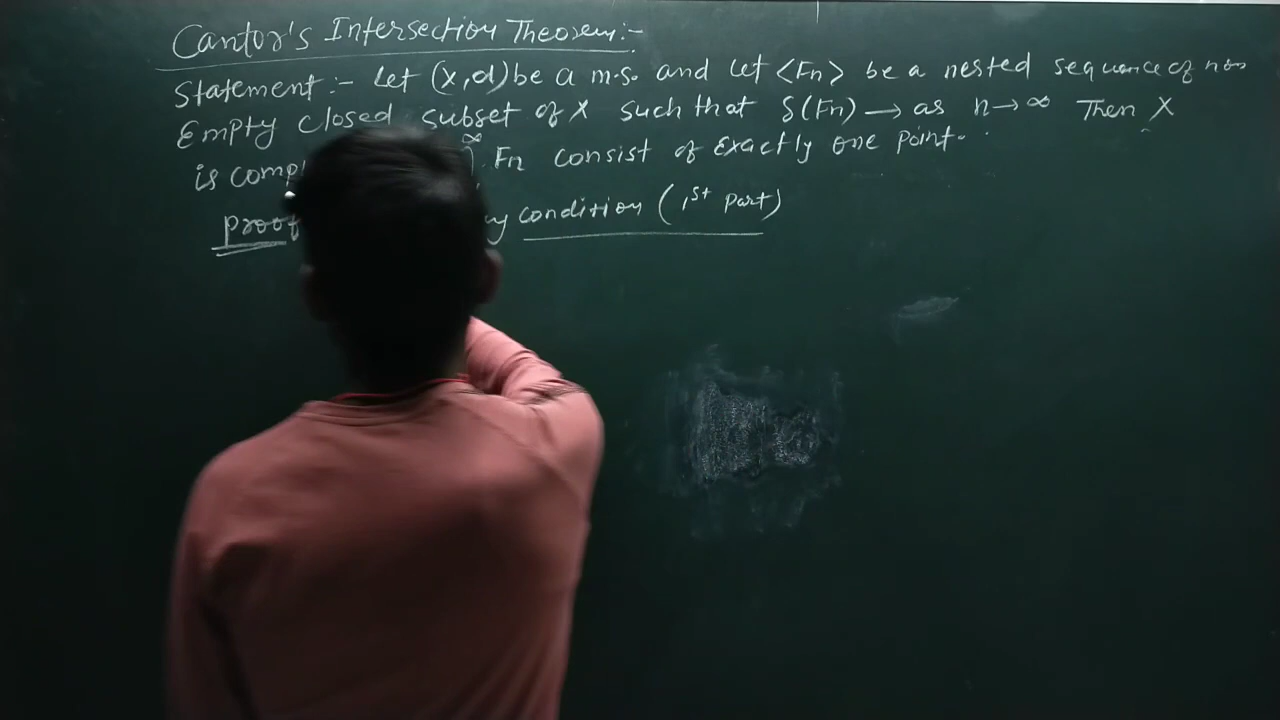 Cantor's Intersection Theorem:-
Statement:- Let (X,d) be a m.s. and let <Fn> be a nested sequence of non
Empty closed subset of X such that δ(Fn) → as n→∞ Then X
is comp ∞ Fn consist of Exactly one point.
Proof condition (1st Part)